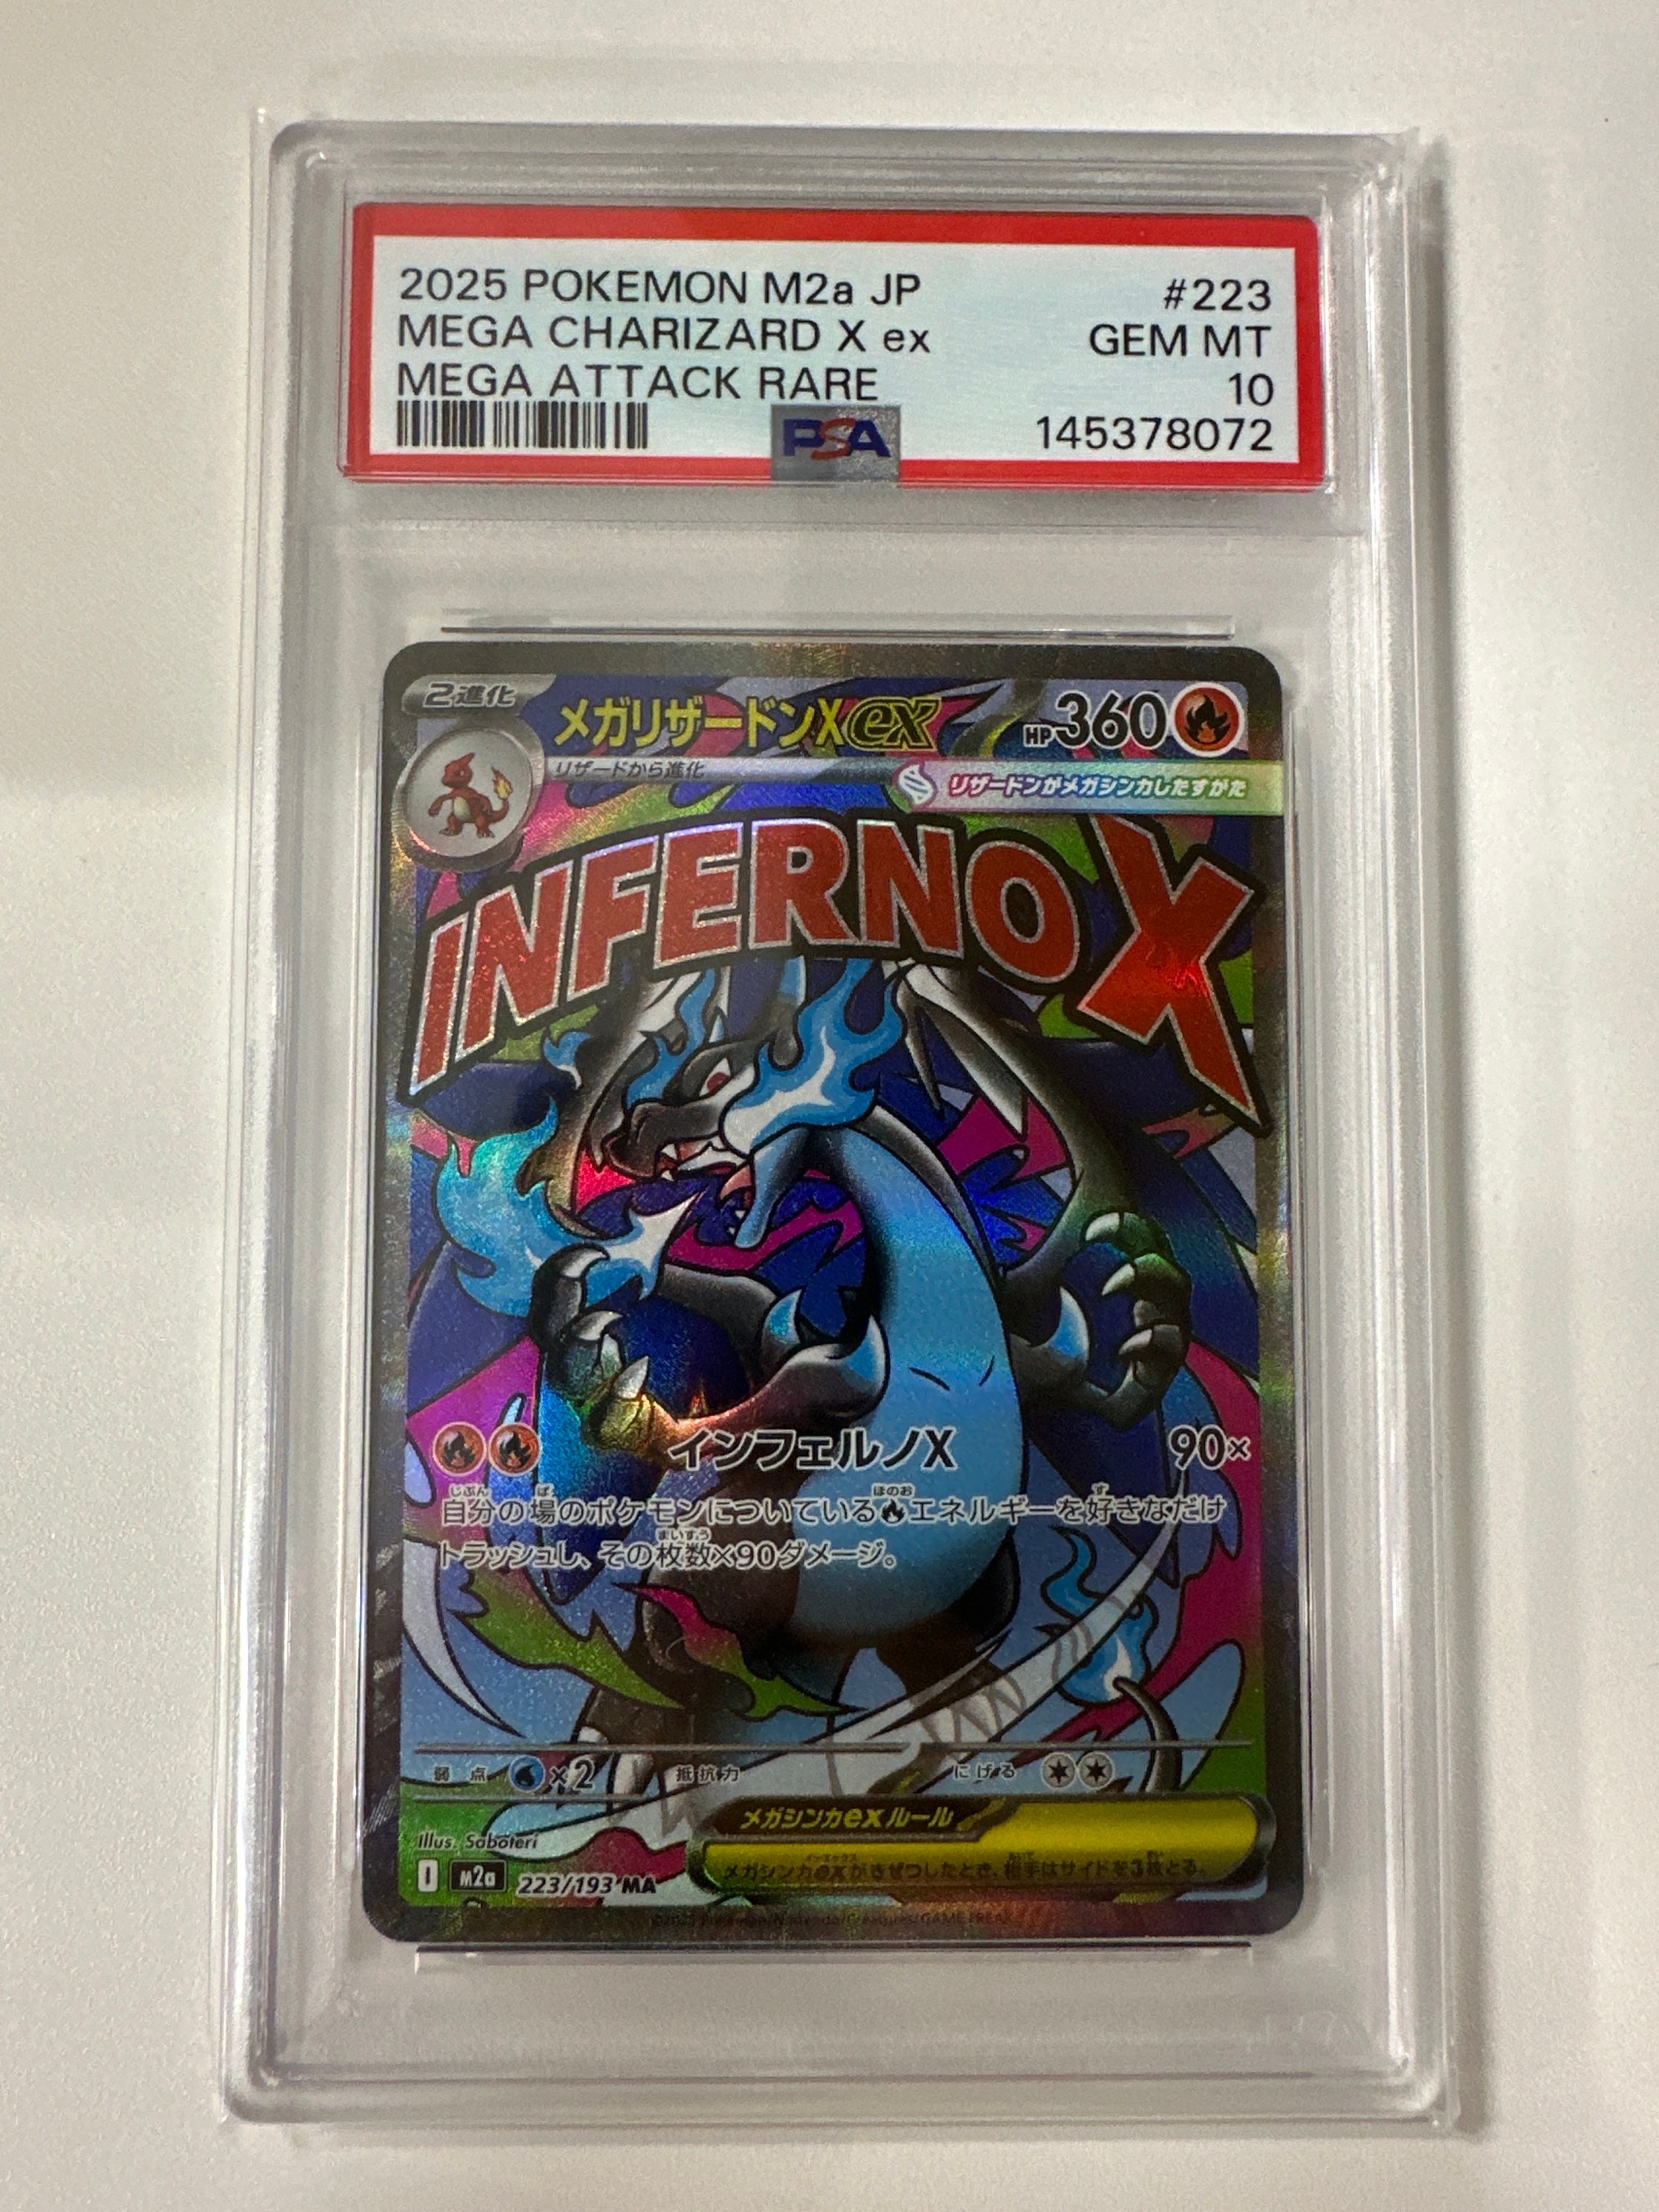 2025 POKEMON M2a JP #223
MEGA CHARIZARD X ex GEM MT
MEGA ATTACK RARE 10
PSA 145378072
2進化
メガリザードンXex HP360
リザードから進化
リザードンがメガシンカしたすがた
INFERNO X
インフェルノX 90×
自分の場のポケモンについているエネルギーを好きなだけ
トラッシュし、その枚数×90ダメージ。
弱点 ×2 抵抗力 にげる
メガシンカexルール
メガシンカexがきぜつしたとき、相手はサイドを3枚とる。
Illus. Saboteri
I M2a 223/193 MA
©2025 Pokémon/Nintendo/Creatures/GAME FREAK